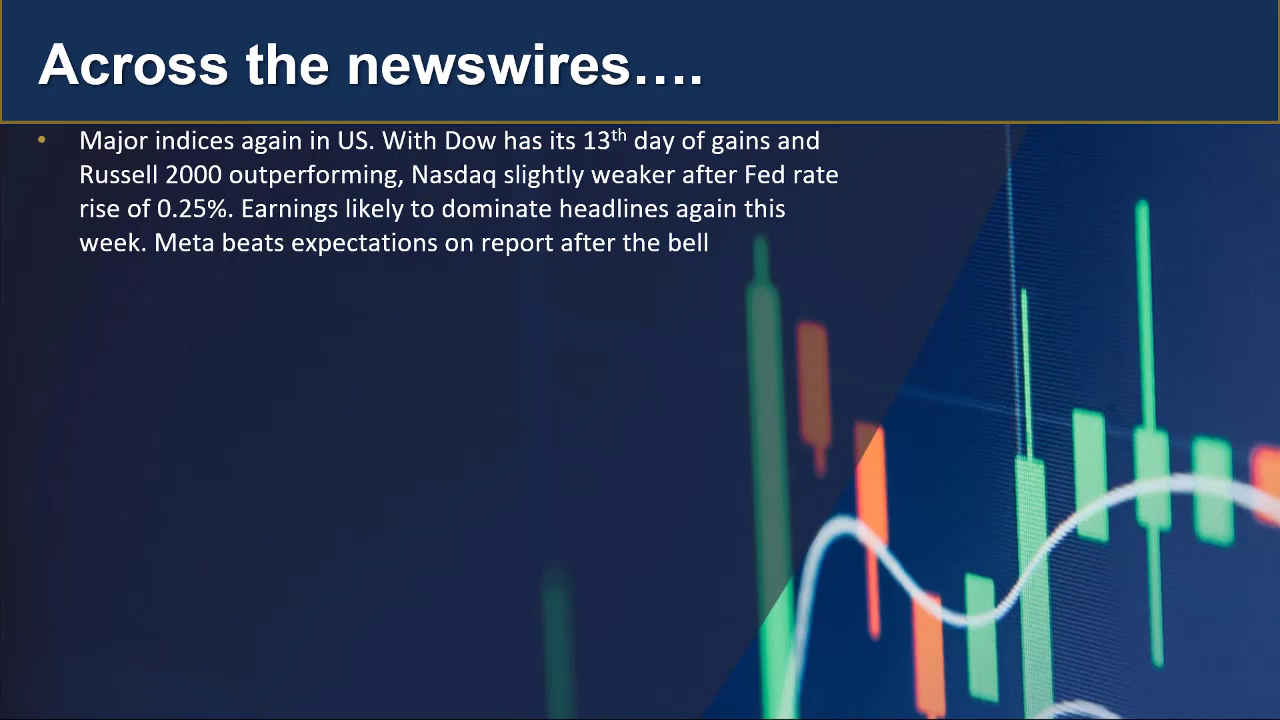 Across the newswires….
• Major indices again in US. With Dow has its 13th day of gains and
Russell 2000 outperforming, Nasdaq slightly weaker after Fed rate
rise of 0.25%. Earnings likely to dominate headlines again this
week. Meta beats expectations on report after the bell